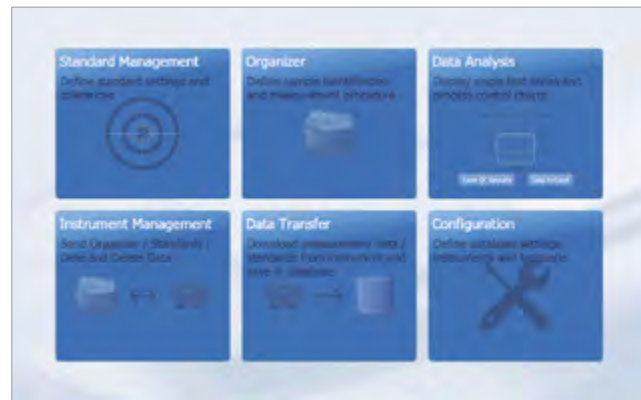 Standard Management
Define standard settings and
tolerances
Organizer
Define sample identification
and measurement procedure
Data Analysis
Display single test series and
process control charts
Instrument Management
Send Organizer / Standards /
Date and Delete Data
Data Transfer
Download measurement data /
standards from instrument and
save in database
Configuration
Define database settings,
instruments and language